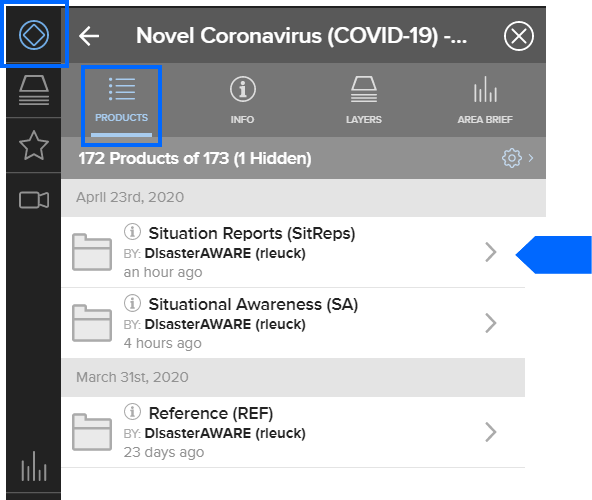 Novel Coronavirus (COVID-19) -...
PRODUCTS INFO LAYERS AREA BRIEF
172 Products of 173 (1 Hidden)
April 23rd, 2020
Situation Reports (SitReps)
BY: DIsasterAWARE (rleuck)
an hour ago
Situational Awareness (SA)
BY: DIsasterAWARE (rleuck)
4 hours ago
March 31st, 2020
Reference (REF)
BY: DIsasterAWARE (rleuck)
23 days ago